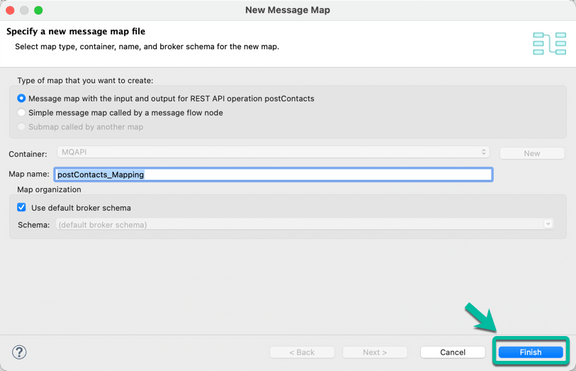 New Message Map
Specify a new message map file
Select map type, container, name, and broker schema for the new map.
Type of map that you want to create:
Message map with the input and output for REST API operation postContacts
Simple message map called by a message flow node
Submap called by another map
Container: MQAPI New
Map name: postContacts_Mapping
Map organization
Use default broker schema
Schema: (default broker schema)
? < Back Next > Cancel Finish